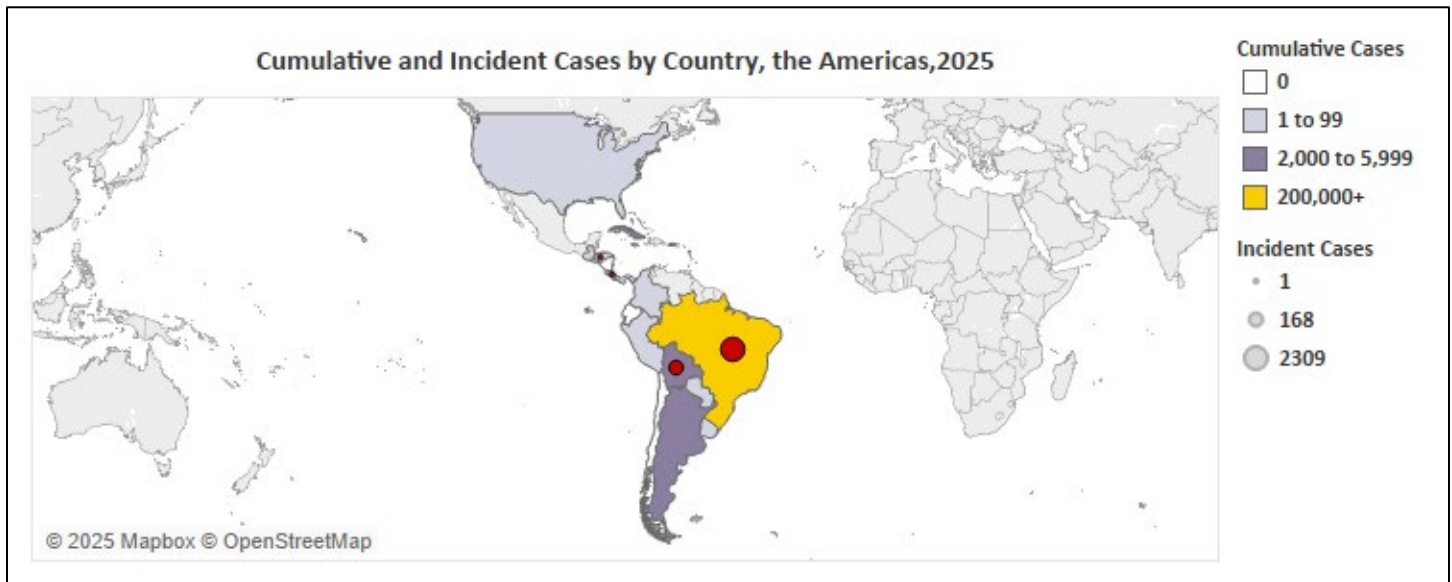 Cumulative and Incident Cases by Country, the Americas,2025
Cumulative Cases
0
1 to 99
2,000 to 5,999
200,000+
Incident Cases
1
168
2309
© 2025 Mapbox © OpenStreetMap